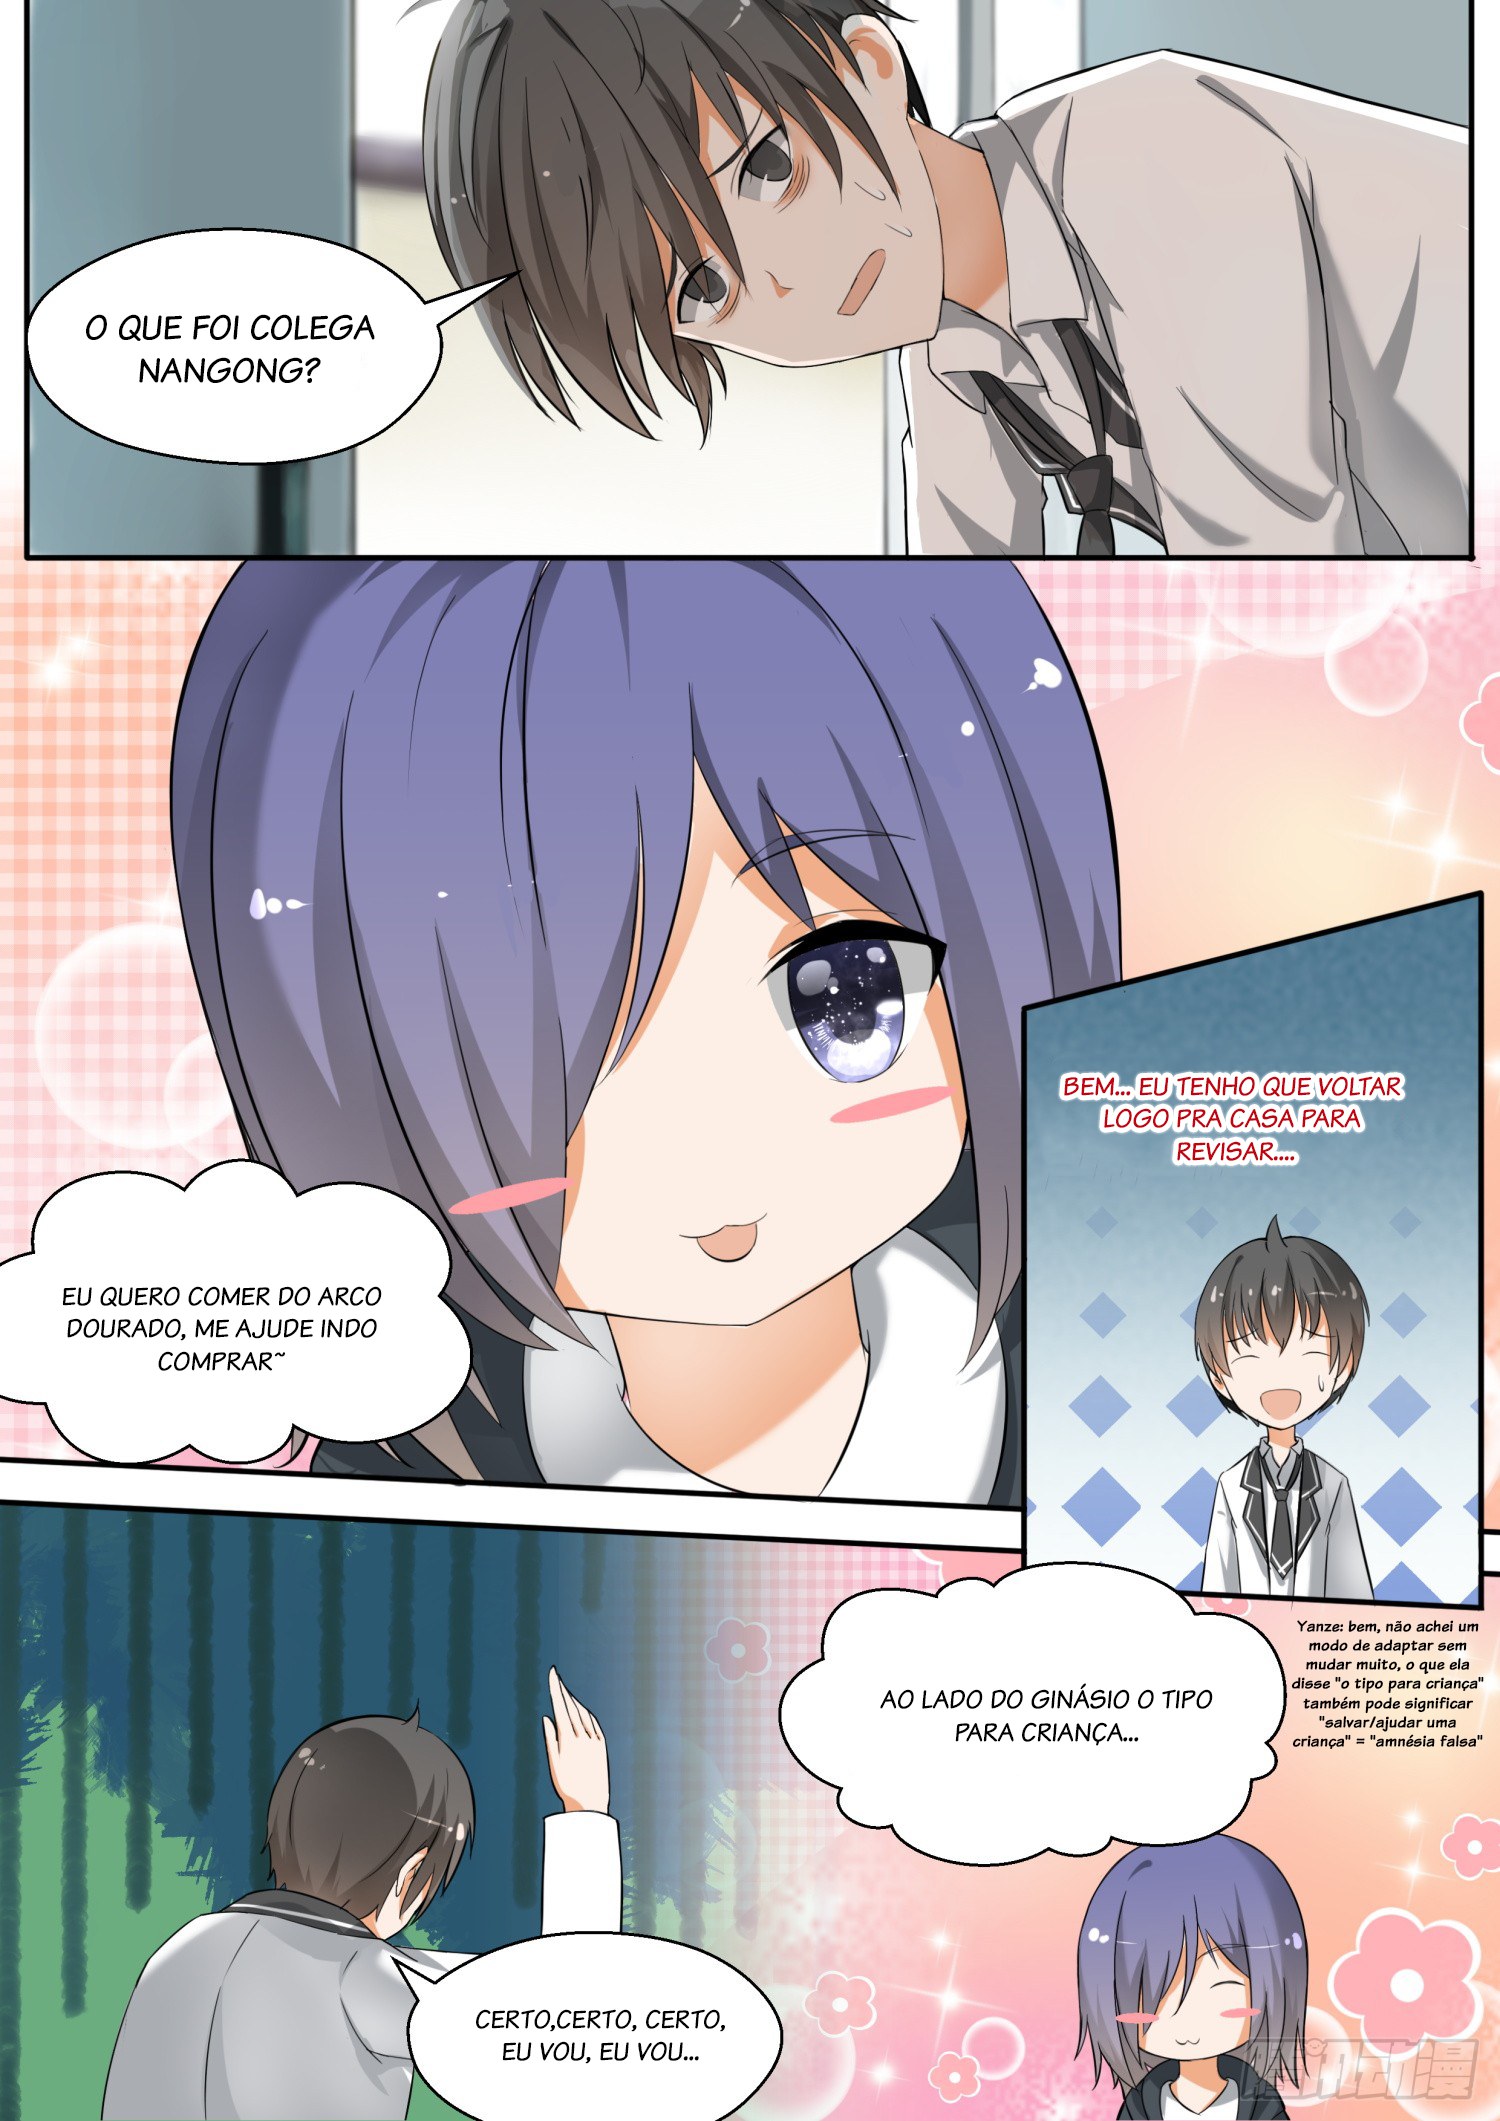 O QUE FOI COLEGA
NANGONG?
BEM... EU TENHO QUE VOLTAR
LOGO PRA CASA PARA
REVISAR....
EU QUERO COMER DO ARCO
DOURADO, ME AJUDE INDO
COMPRAR~
AO LADO DO GINÁSIO O TIPO
PARA CRIANÇA...
Yanze: bem, não achei um
modo de adaptar sem
mudar muito, o que ela
disse "o tipo para criança"
também pode significar
"salvar/ajudar uma
criança" = "amnésia falsa"
CERTO,CERTO, CERTO,
EU VOU, EU VOU...